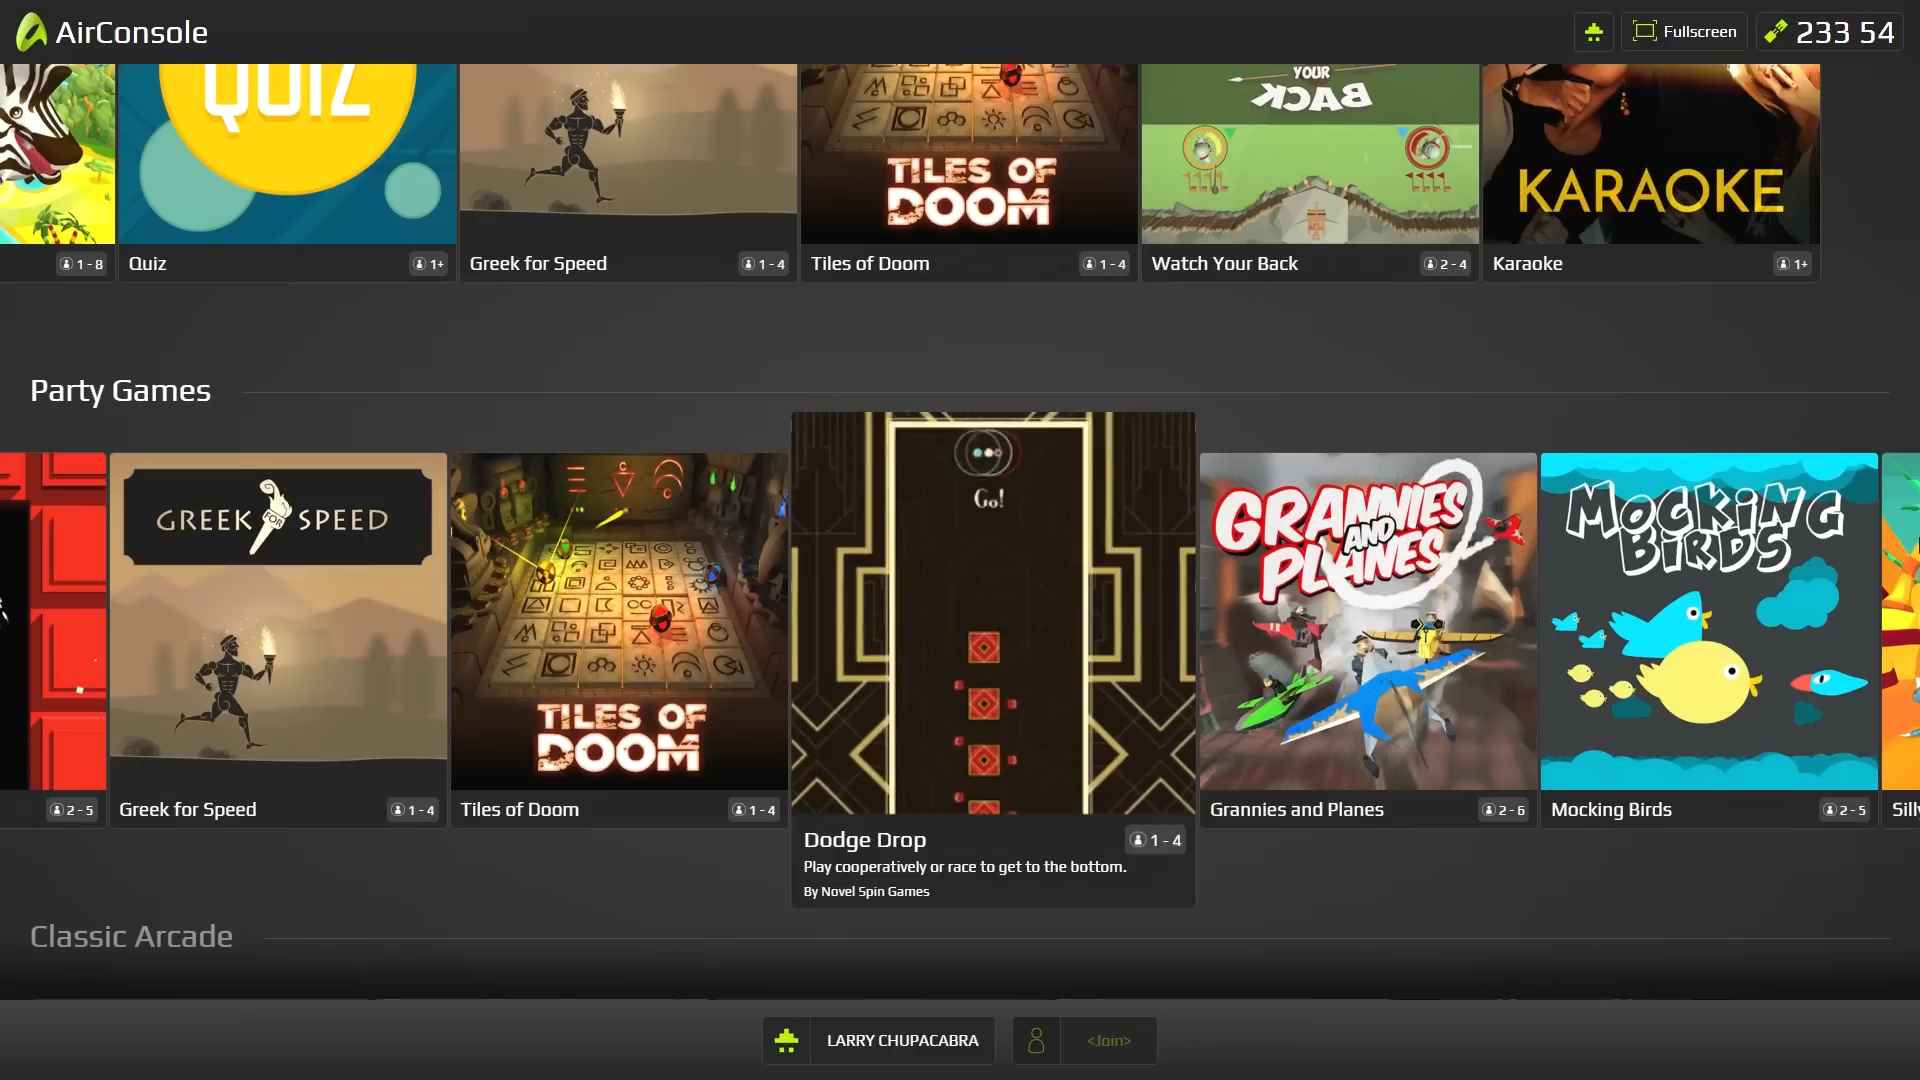 AirConsole
Fullscreen
233 54
QUIZ
TILES OF
DOOM
YOUR
BACK
KARAOKE
1 - 8
Quiz
1+
Greek for Speed
1 - 4
Tiles of Doom
1 - 4
Watch Your Back
2 - 4
Karaoke
1+
Party Games
GREEK FOR SPEED
TILES OF
DOOM
Go!
GRANNIES
AND
PLANES
MOCKING
BIRDS
2 - 5
Greek for Speed
1 - 4
Tiles of Doom
1 - 4
Dodge Drop
1 - 4
Play cooperatively or race to get to the bottom.
By Novel Spin Games
Grannies and Planes
2 - 6
Mocking Birds
2 - 5
Silly
Classic Arcade
LARRY CHUPACABRA
<Join>